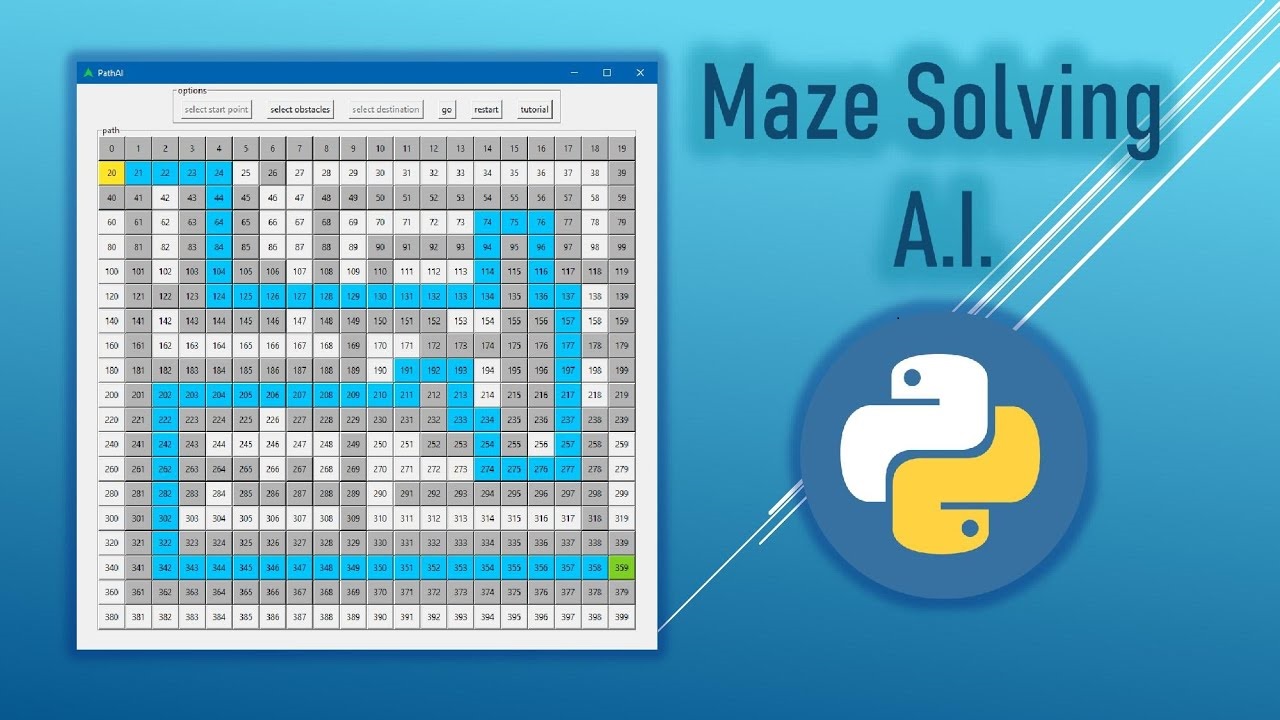 PathAI
options
select start point select obstacles select destination go restart tutorial
path
0 1 2 3 4 5 6 7 8 9 10 11 12 13 14 15 16 17 18 19
20 21 22 23 24 25 26 27 28 29 30 31 32 33 34 35 36 37 38 39
40 41 42 43 44 45 46 47 48 49 50 51 52 53 54 55 56 57 58 59
60 61 62 63 64 65 66 67 68 69 70 71 72 73 74 75 76 77 78 79
80 81 82 83 84 85 86 87 88 89 90 91 92 93 94 95 96 97 98 99
100 101 102 103 104 105 106 107 108 109 110 111 112 113 114 115 116 117 118 119
120 121 122 123 124 125 126 127 128 129 130 131 132 133 134 135 136 137 138 139
140 141 142 143 144 145 146 147 148 149 150 151 152 153 154 155 156 157 158 159
160 161 162 163 164 165 166 167 168 169 170 171 172 173 174 175 176 177 178 179
180 181 182 183 184 185 186 187 188 189 190 191 192 193 194 195 196 197 198 199
200 201 202 203 204 205 206 207 208 209 210 211 212 213 214 215 216 217 218 219
220 221 222 223 224 225 226 227 228 229 230 231 232 233 234 235 236 237 238 239
240 241 242 243 244 245 246 247 248 249 250 251 252 253 254 255 256 257 258 259
260 261 262 263 264 265 266 267 268 269 270 271 272 273 274 275 276 277 278 279
280 281 282 283 284 285 286 287 288 289 290 291 292 293 294 295 296 297 298 299
300 301 302 303 304 305 306 307 308 309 310 311 312 313 314 315 316 317 318 319
320 321 322 323 324 325 326 327 328 329 330 331 332 333 334 335 336 337 338 339
340 341 342 343 344 345 346 347 348 349 350 351 352 353 354 355 356 357 358 359
360 361 362 363 364 365 366 367 368 369 370 371 372 373 374 375 376 377 378 379
380 381 382 383 384 385 386 387 388 389 390 391 392 393 394 395 396 397 398 399
Maze Solving
A.I.